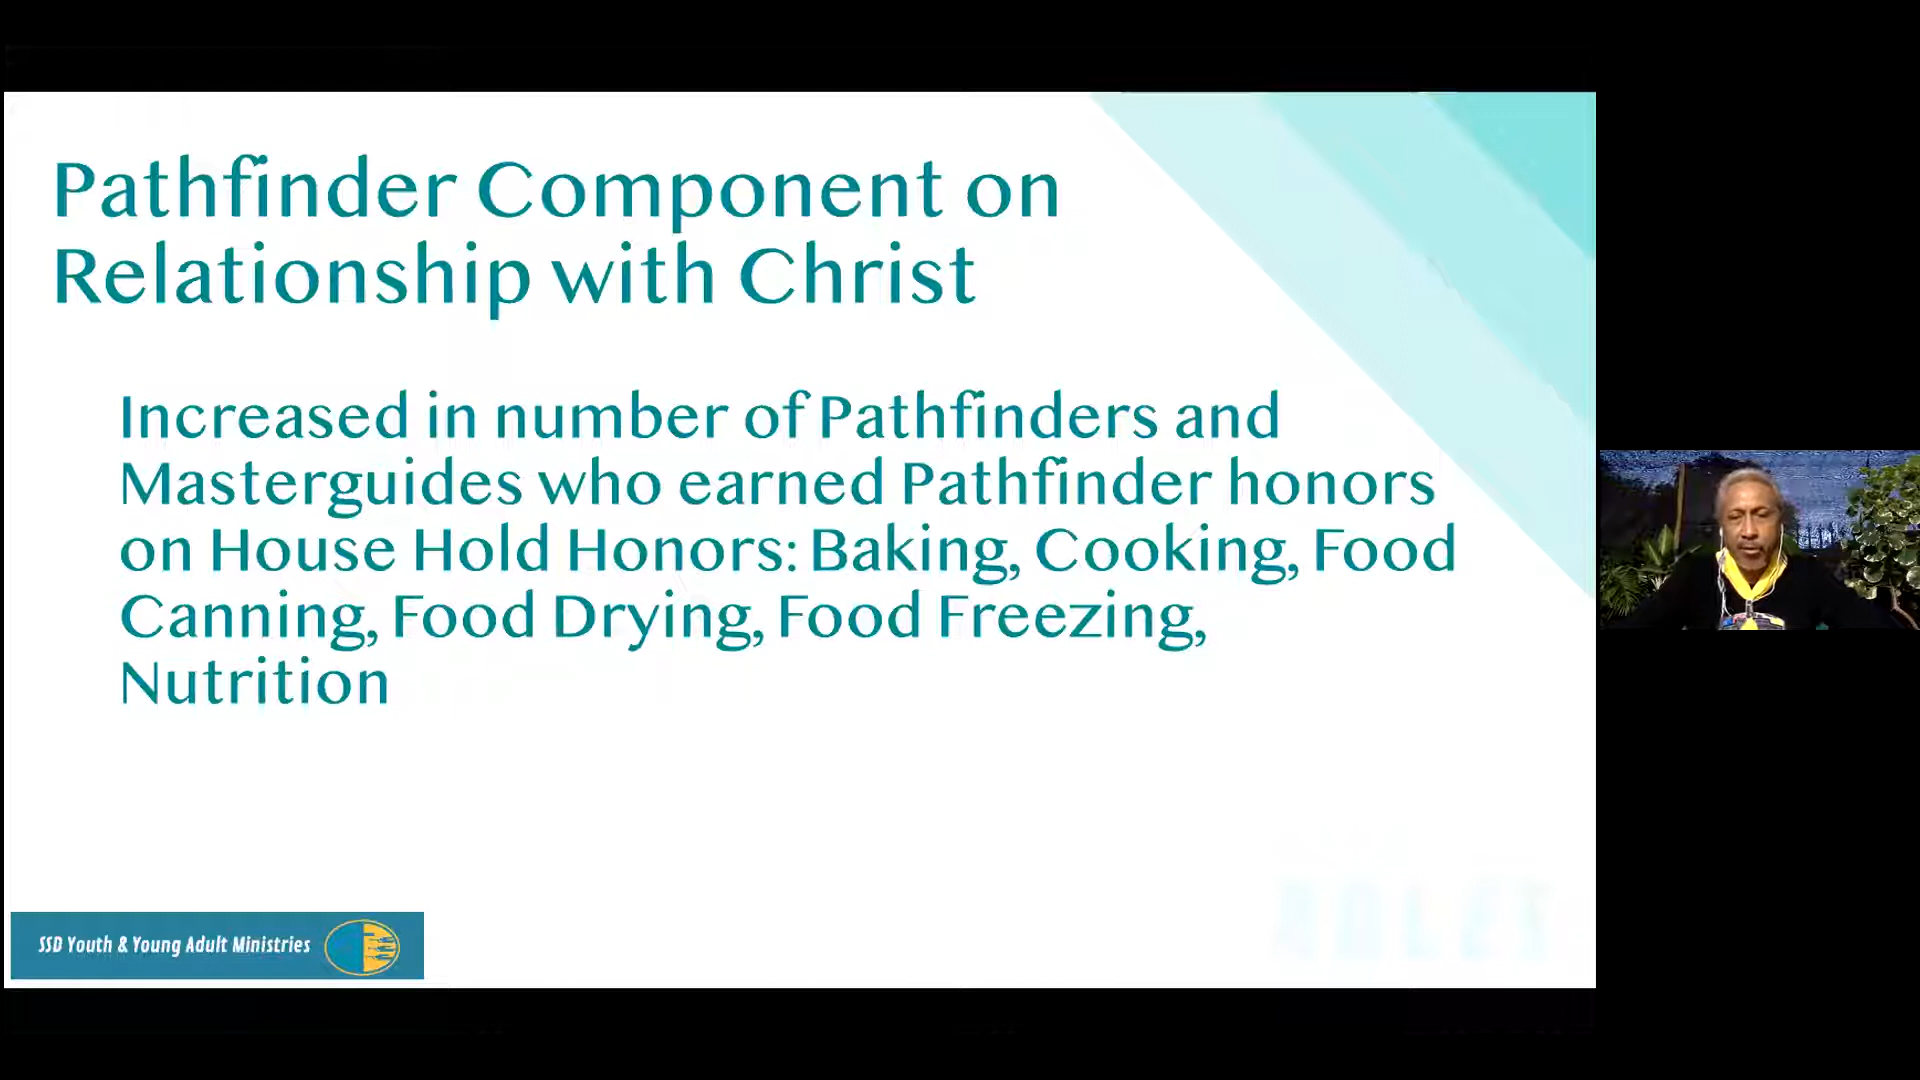 Pathfinder Component on
Relationship with Christ
Increased in number of Pathfinders and
Masterguides who earned Pathfinder honors
on House Hold Honors: Baking, Cooking, Food
Canning, Food Drying, Food Freezing,
Nutrition
SSD Youth & Young Adult Ministries